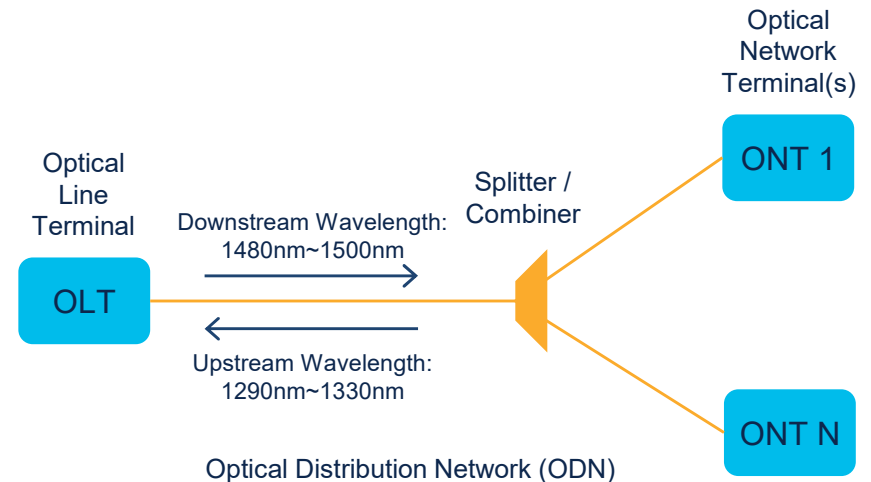 Optical
Network
Terminal(s)
ONT 1
Optical
Line
Terminal
OLT
Downstream Wavelength:
1480nm~1500nm
Splitter /
Combiner
Upstream Wavelength:
1290nm~1330nm
ONT N
Optical Distribution Network (ODN)